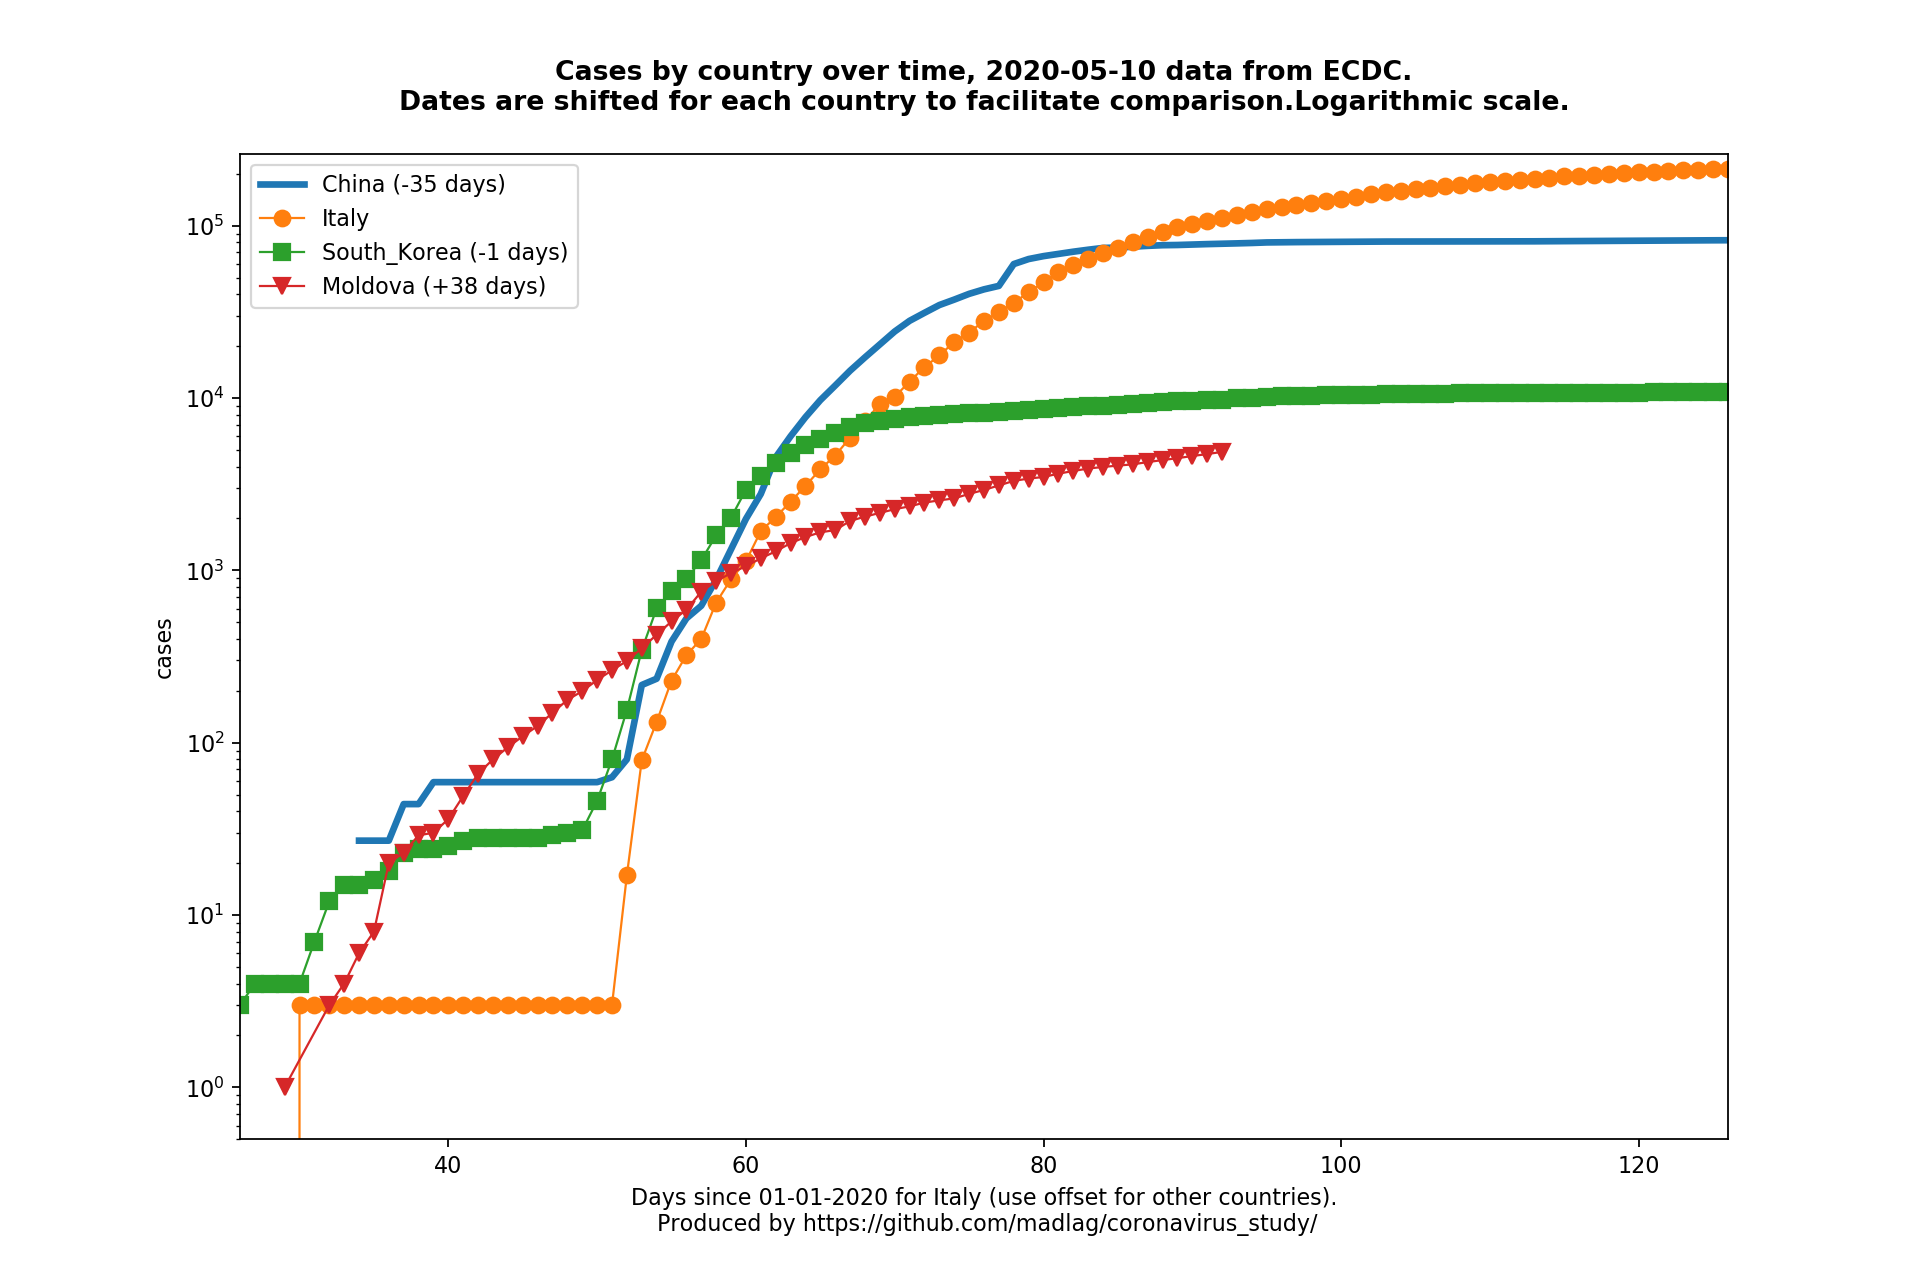 Cases by country over time, 2020-05-10 data from ECDC.
Dates are shifted for each country to facilitate comparison.Logarithmic scale.
China (-35 days)
Italy
South_Korea (-1 days)
Moldova (+38 days)
10^5
10^4
10^3
10^2
10^1
10^0
cases
40 60 80 100 120
Days since 01-01-2020 for Italy (use offset for other countries).
Produced by https://github.com/madlag/coronavirus_study/